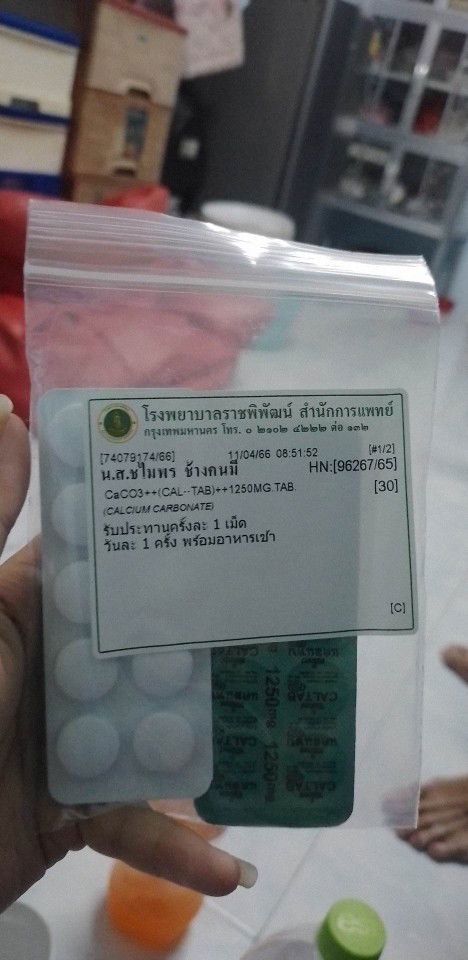 โรงพยาบาลราชพิพัฒน์ สำนักการแพทย์
กรุงเทพมหานคร โทร. ๐ ๒๑๐๒ ๔๒๒๒ ต่อ ๑๓๒
[74079174/66] 11/04/66 08:51:52 [#1/2]
น.ส.ชไมพร ช้างคนมี HN:[96267/65]
CaCO3++(CAL--TAB)++1250MG.TAB. [30]
(CALCIUM CARBONATE)
รับประทานครั้งละ 1 เม็ด
วันละ 1 ครั้ง พร้อมอาหารเช้า
[C]
CALTAB
CALTAB
1250mg
1250mg